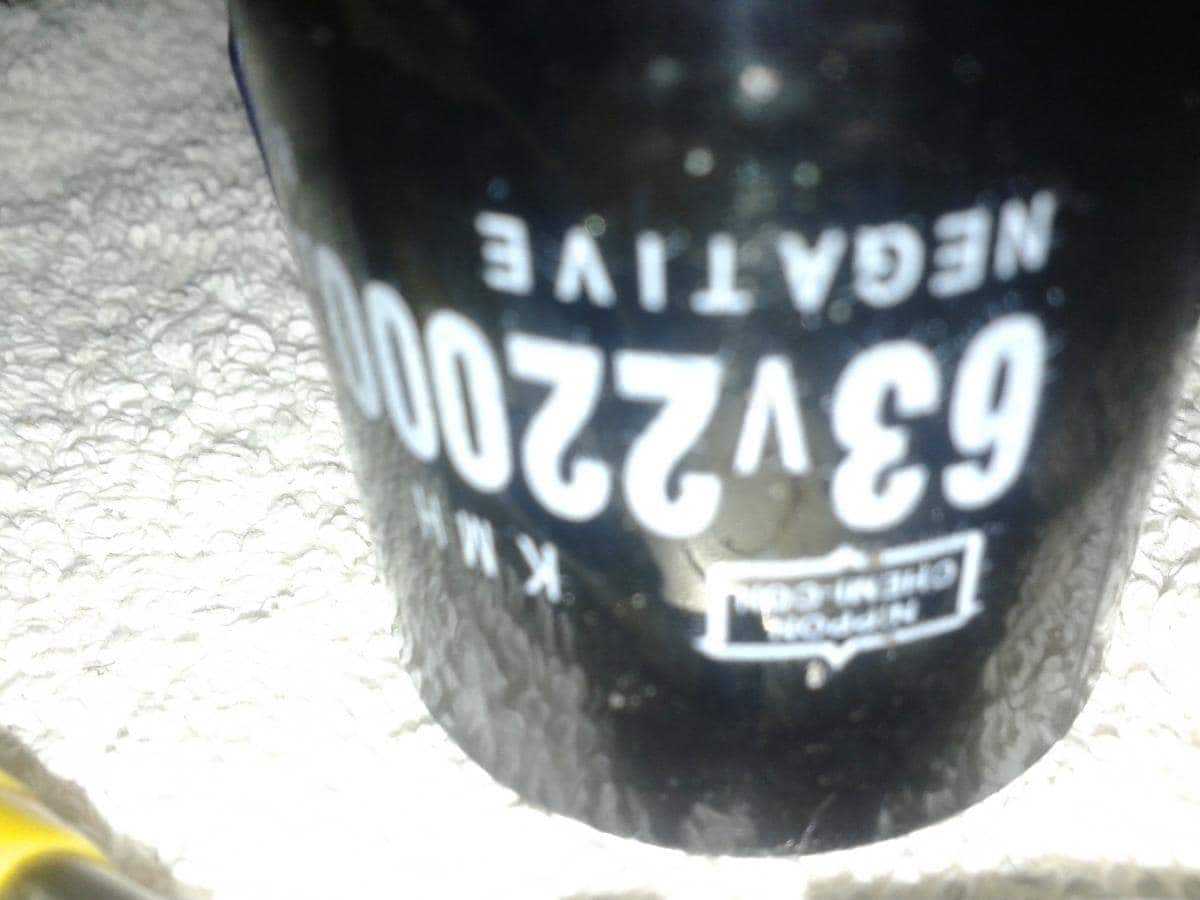 NIPPON
CHEMI-CON
KMH
63V22000
NEGATIVE